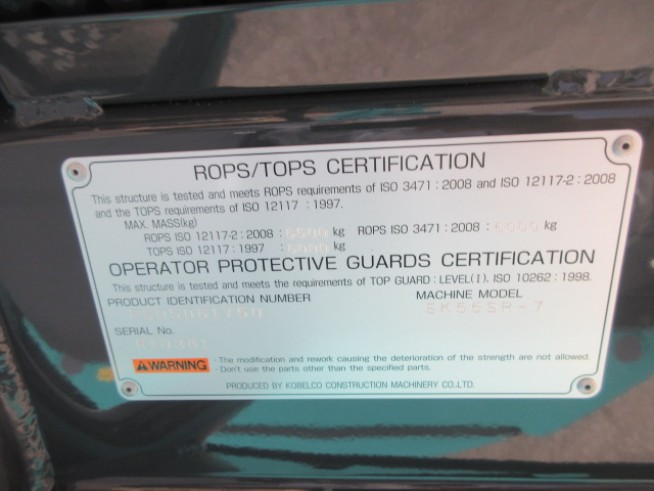 ROPS/TOPS CERTIFICATION
This structure is tested and meets ROPS requirements of ISO 3471 : 2008 and ISO 12117-2 : 2008
and the TOPS requirements of ISO 12117 : 1997.
MAX. MASS(kg)
ROPS ISO 12117-2 : 2008 : kg ROPS ISO 3471 : 2008 : kg
TOPS ISO 12117 : 1997 : kg
OPERATOR PROTECTIVE GUARDS CERTIFICATION
This structure is tested and meets the requirements of TOP GUARD : LEVEL(I). ISO 10262 : 1998.
PRODUCT IDENTIFICATION NUMBER MACHINE MODEL
SK55SR-7
SERIAL No.
WARNING
· The modification and rework causing the deterioration of the strength are not allowed.
· Don't use the parts other than the specified parts.
PRODUCED BY KOBELCO CONSTRUCTION MACHINERY CO.,LTD.